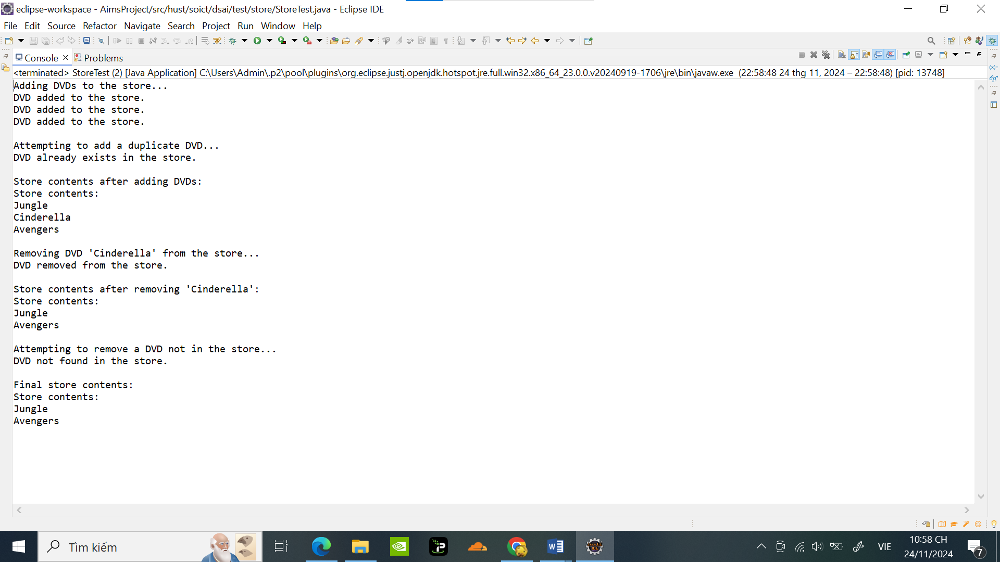 eclipse-workspace - AimsProject/src/hust/soict/dsai/test/store/StoreTest.java - Eclipse IDE
File Edit Source Refactor Navigate Search Project Run Window Help
Console Problems
<terminated> StoreTest (2) [Java Application] C:\Users\Admin\.p2\pool\plugins\org.eclipse.justj.openjdk.hotspot.jre.full.win32.x86_64_23.0.0.v20240919-1706\jre\bin\javaw.exe (22:58:48 24 thg 11, 2024 – 22:58:48) [pid: 13748]
Adding DVDs to the store...
DVD added to the store.
DVD added to the store.
DVD added to the store.
Attempting to add a duplicate DVD...
DVD already exists in the store.
Store contents after adding DVDs:
Store contents:
Jungle
Cinderella
Avengers
Removing DVD 'Cinderella' from the store...
DVD removed from the store.
Store contents after removing 'Cinderella':
Store contents:
Jungle
Avengers
Attempting to remove a DVD not in the store...
DVD not found in the store.
Final store contents:
Store contents:
Jungle
Avengers
Tìm kiếm
VIE
10:58 CH
24/11/2024
7